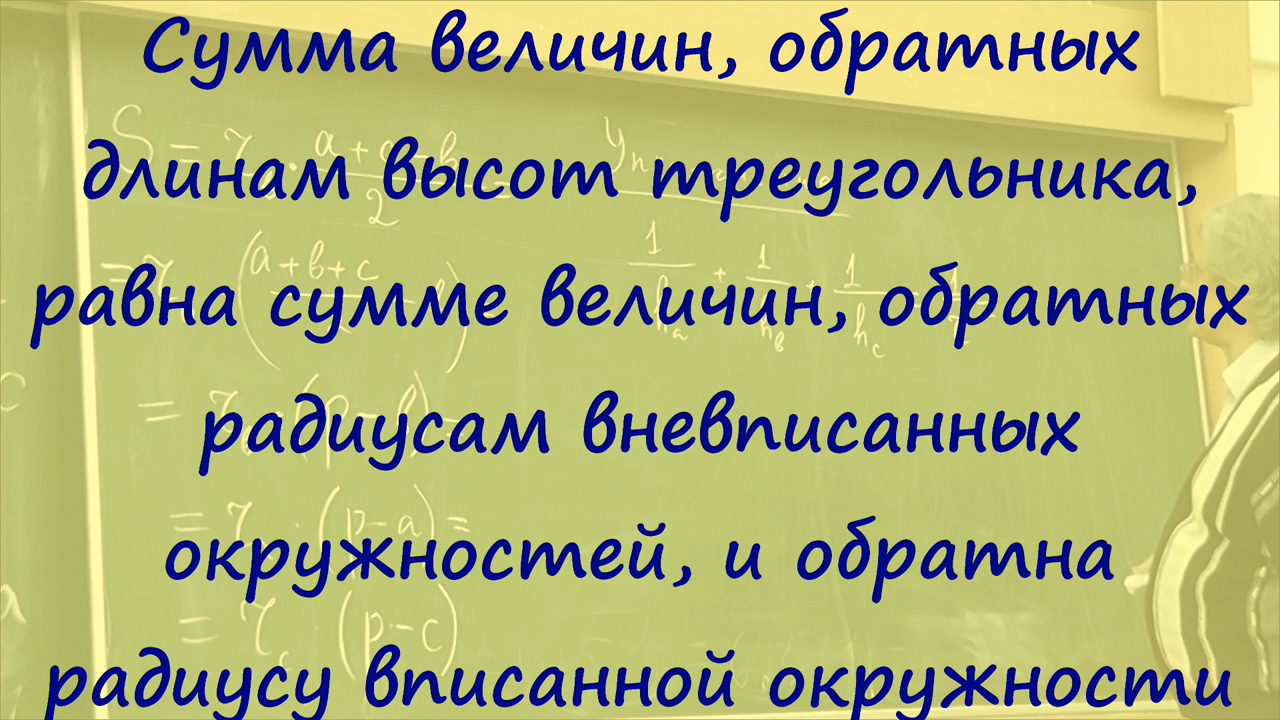 Сумма величин, обратных
длинам высот треугольника,
равна сумме величин, обратных
радиусам вневписанных
окружностей, и обратна
радиусу вписанной окружности